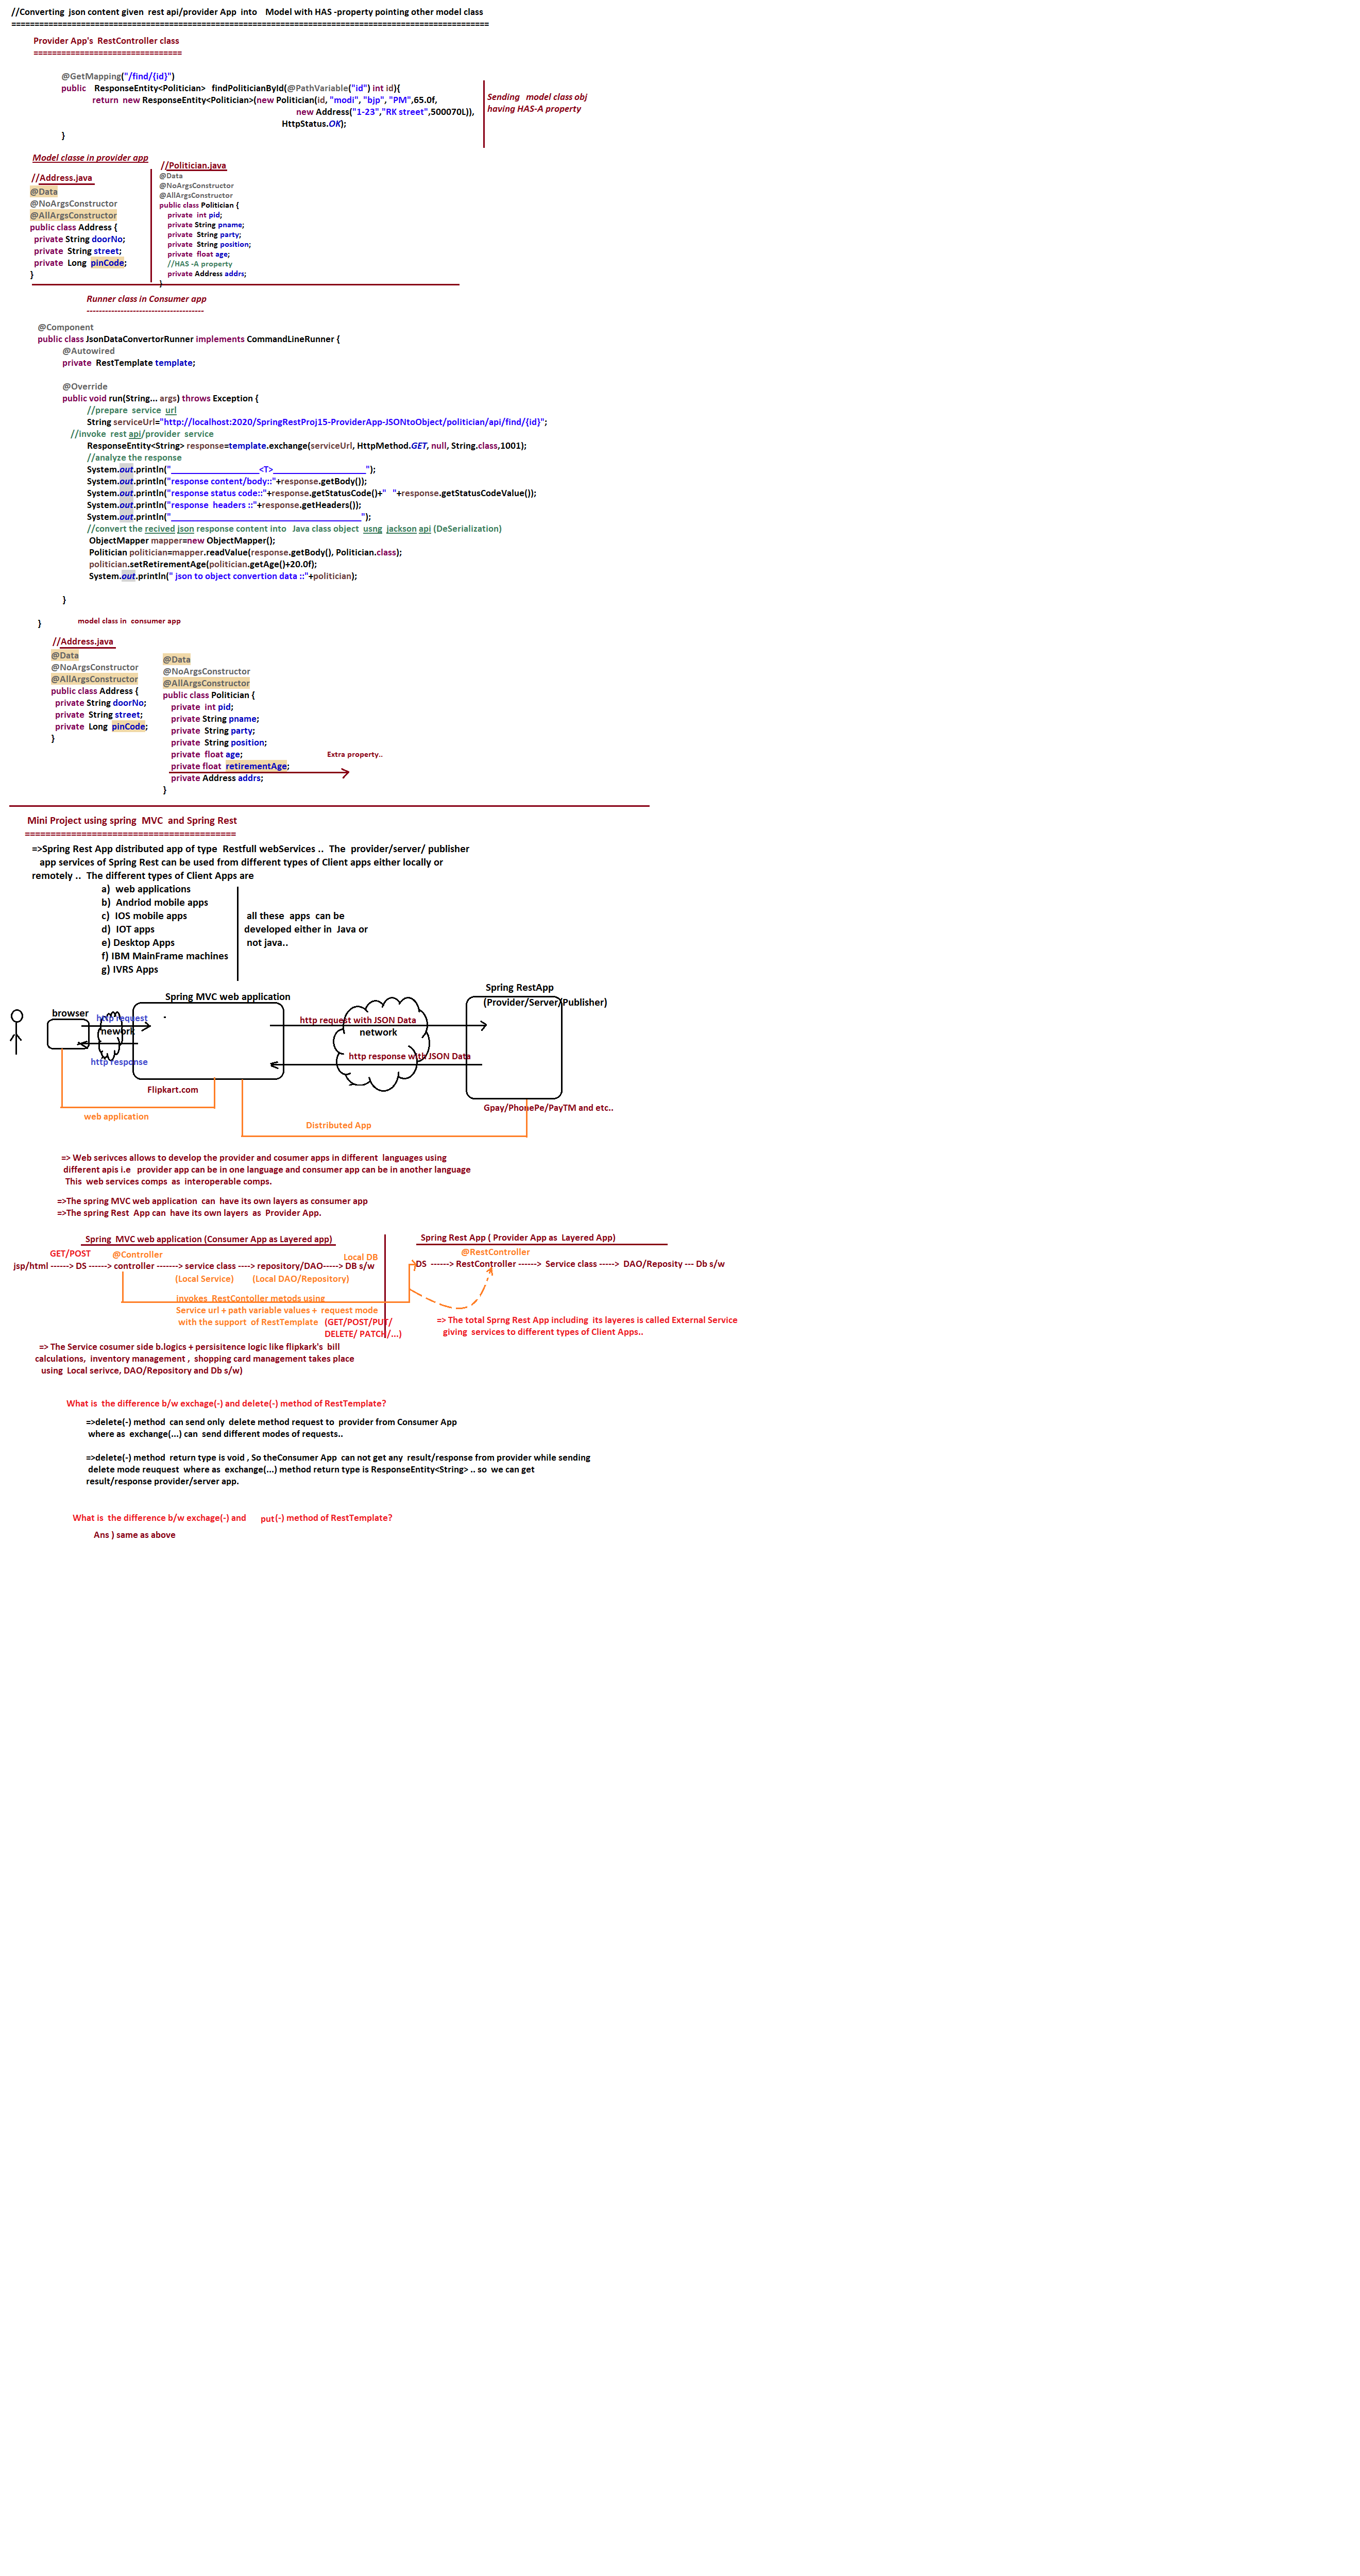 //Converting json content given rest api/provider App into Model with HAS -property pointing other model class
=====================================================================================================
Provider App's RestController class
================================
@GetMapping("/find/{id}")
public ResponseEntity<Politian> findPolitianById(@PathVariable("id") int id){
return new ResponseEntity<Politian>(new Politian(id, "modi", "bjp", "PM",65.0f,
new Address("1-23","RK street",500070L)),
HttpStatus.OK);
}
Sending model class obj
having HAS-A property
Model classe in provider app
//Address.java
@Data
@NoArgsConstructor
@AllArgsConstructor
public class Address {
private String doorNo;
private String street;
private Long pinCode;
}
//Politian.java
@Data
@NoArgsConstructor
@AllArgsConstructor
public class Politian {
private int pid;
private String pname;
private String party;
private String position;
private float age;
//HAS -A property
private Address addrs;
}
Runner class in Consumer app
--------------------------------------
@Component
public class JsonDataConvertorRunner implements CommandLineRunner {
@Autowired
private RestTemplate template;
@Override
public void run(String... args) throws Exception {
//prepare service url
String serviceUrl="http://localhost:2020/SpringRestProj15-ProviderApp-JSONtoObject/politian/api/find/{id}";
//invoke rest api/provider service
ResponseEntity<String> response=template.exchange(serviceUrl, HttpMethod.GET, null, String.class,1001);
//analyze the response
System.out.println("____________________<T>_____________________");
System.out.println("response content/body::"+response.getBody());
System.out.println("response status code::"+response.getStatusCode()+" "+response.getStatusCodeValue());
System.out.println("response headers ::"+response.getHeaders());
System.out.println("___________________________________________");
//convert the recived json response content into Java class object usng jackson api (DeSerialization)
ObjectMapper mapper=new ObjectMapper();
Politian politian=mapper.readValue(response.getBody(), Politian.class);
politian.setRetirementAge(politian.getAge()+20.0f);
System.out.println(" json to object convertion data ::"+politian);
}
}
model class in consumer app
//Address.java
@Data
@NoArgsConstructor
@AllArgsConstructor
public class Address {
private String doorNo;
private String street;
private Long pinCode;
}
@Data
@NoArgsConstructor
@AllArgsConstructor
public class Politian {
private int pid;
private String pname;
private String party;
private String position;
private float age;
private float retirementAge;
private Address addrs;
}
Extra property..
Mini Project using spring MVC and Spring Rest
=========================================
=>Spring Rest App distributed app of type Restfull webServices .. The provider/server/ publisher
app services of Spring Rest can be used from different types of Client apps either locally or
remotely .. The different types of Client Apps are
a) web applications
b) Andriod mobile apps
c) IOS mobile apps
d) IOT apps
e) Desktop Apps
f) IBM MainFrame machines
g) IVRS Apps
all these apps can be
developed either in Java or
not java..
Spring RestApp
(Provider/Server/Publisher)
Spring MVC web application
browser
http request
nework
http response
http request with JSON Data
network
http response with JSON Data
Flipkart.com
Gpay/PhonePe/PayTM and etc..
web application
Distributed App
=> Web serivces allows to develop the provider and cosumer apps in different languages using
different apis i.e provider app can be in one language and consumer app can be in another language
This web services comps as interoperable comps.
=>The spring MVC web application can have its own layers as consumer app
=>The spring Rest App can have its own layers as Provider App.
Spring MVC web application (Consumer App as Layered app)
Spring Rest App ( Provider App as Layered App)
GET/POST
@Controller
Local DB
@RestController
jsp/html ------> DS ------> controller -------> service class ----> repository/DAO-----> DB s/w
DS ------> RestController ------> Service class -----> DAO/Reposity --- Db s/w
(Local Service)
(Local DAO/Repository)
invokes RestContoller metods using
Service url + path variable values + request mode
with the support of RestTemplate (GET/POST/PUT/
DELETE/ PATCH/...)
=> The total Sprng Rest App including its layeres is called External Service
giving services to different types of Client Apps..
=> The Service cosumer side b.logics + persisitence logic like flipkart's bill
calculations, inventory management , shopping card management takes place
using Local serivce, DAO/Repository and Db s/w)
What is the difference b/w exchage(-) and delete(-) method of RestTemplate?
=>delete(-) method can send only delete method request to provider from Consumer App
where as exchange(...) can send different modes of requests..
=>delete(-) method return type is void , So theConsumer App can not get any result/response from provider while sending
delete mode reuquest where as exchange(...) method return type is ResponseEntity<String> .. so we can get
result/response provider/server app.
What is the difference b/w exchage(-) and put(-) method of RestTemplate?
Ans ) same as above